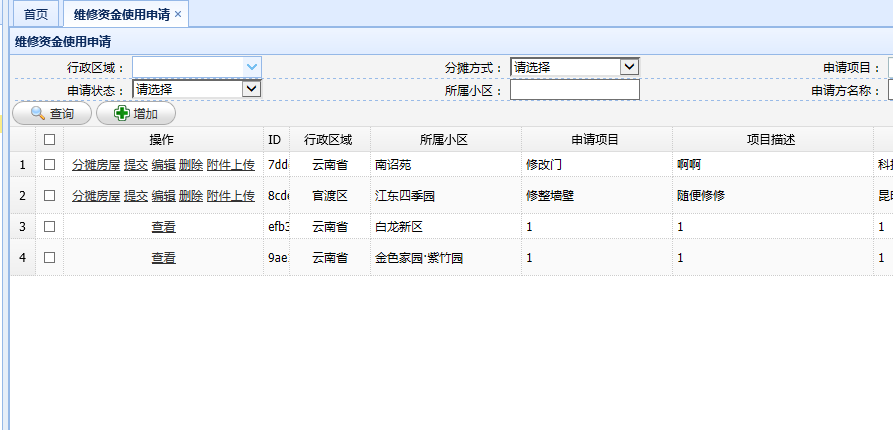 首页 维修资金使用申请 ×
维修资金使用申请
行政区域： 分摊方式： 请选择 申请项目：
申请状态： 请选择 所属小区： 申请方名称：
查询 增加
操作 ID 行政区域 所属小区 申请项目 项目描述
1 分摊房屋 提交 编辑 删除 附件上传 7dd 云南省 南诏苑 修改门 啊啊 科
2 分摊房屋 提交 编辑 删除 附件上传 8cde 官渡区 江东四季园 修整墙壁 随便修修 昆
3 查看 efb3 云南省 白龙新区 1 1 1
4 查看 9ae 云南省 金色家园·紫竹园 1 1 1